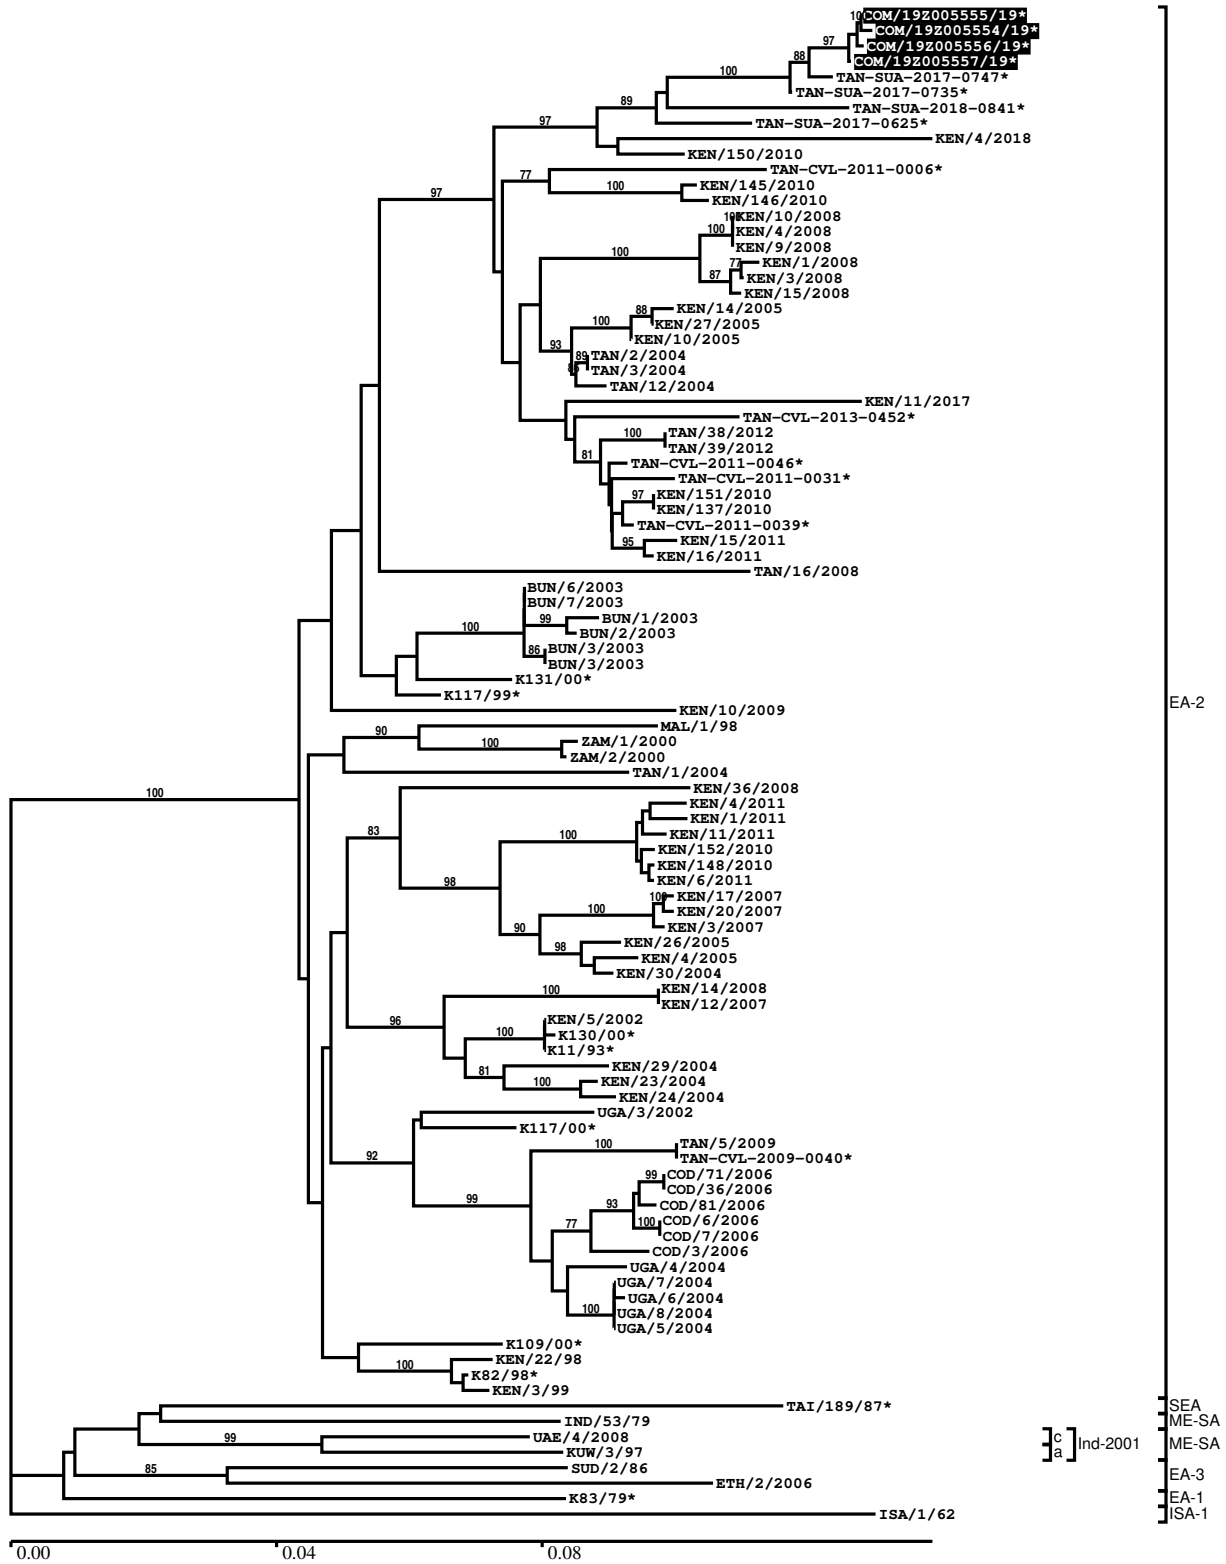 100
COM/19Z005555/19*
COM/19Z005554/19*
97
COM/19Z005556/19*
88
COM/19Z005557/19*
100
TAN-SUA-2017-0747*
TAN-SUA-2017-0735*
89
TAN-SUA-2018-0841*
97
TAN-SUA-2017-0625*
KEN/4/2018
KEN/150/2010
77
TAN-CVL-2011-0006*
100
KEN/145/2010
97
KEN/146/2010
KEN/10/2008
100
KEN/4/2008
KEN/9/2008
100
77
KEN/1/2008
87
KEN/3/2008
KEN/15/2008
88
KEN/14/2005
100
KEN/27/2005
KEN/10/2005
93
89
TAN/2/2004
TAN/3/2004
TAN/12/2004
KEN/11/2017
TAN-CVL-2013-0452*
100
TAN/38/2012
TAN/39/2012
81
TAN-CVL-2011-0046*
TAN-CVL-2011-0031*
97
KEN/151/2010
KEN/137/2010
TAN-CVL-2011-0039*
95
KEN/15/2011
KEN/16/2011
TAN/16/2008
BUN/6/2003
BUN/7/2003
99
BUN/1/2003
100
BUN/2/2003
86
BUN/3/2003
BUN/3/2003
K131/00*
K117/99*
EA-2
KEN/10/2009
MAL/1/98
90
ZAM/1/2000
100
ZAM/2/2000
TAN/1/2004
100
KEN/36/2008
KEN/4/2011
KEN/1/2011
83
100
KEN/11/2011
KEN/152/2010
KEN/148/2010
98
KEN/6/2011
100
KEN/17/2007
100
KEN/20/2007
KEN/3/2007
90
KEN/26/2005
98
KEN/4/2005
KEN/30/2004
100
KEN/14/2008
KEN/12/2007
96
KEN/5/2002
100
K130/00*
K11/93*
KEN/29/2004
81
KEN/23/2004
100
KEN/24/2004
UGA/3/2002
K117/00*
100
TAN/5/2009
92
TAN-CVL-2009-0040*
99
COD/71/2006
COD/36/2006
99
93
COD/81/2006
100
COD/6/2006
77
COD/7/2006
COD/3/2006
UGA/4/2004
UGA/7/2004
UGA/6/2004
100
UGA/8/2004
UGA/5/2004
K109/00*
KEN/22/98
100
K82/98*
KEN/3/99
TAI/189/87*
SEA
IND/53/79
ME-SA
99
UAE/4/2008
c
Ind-2001
ME-SA
KUW/3/97
a
85
SUD/2/86
EA-3
ETH/2/2006
K83/79*
EA-1
ISA/1/62
ISA-1
0.00
0.04
0.08